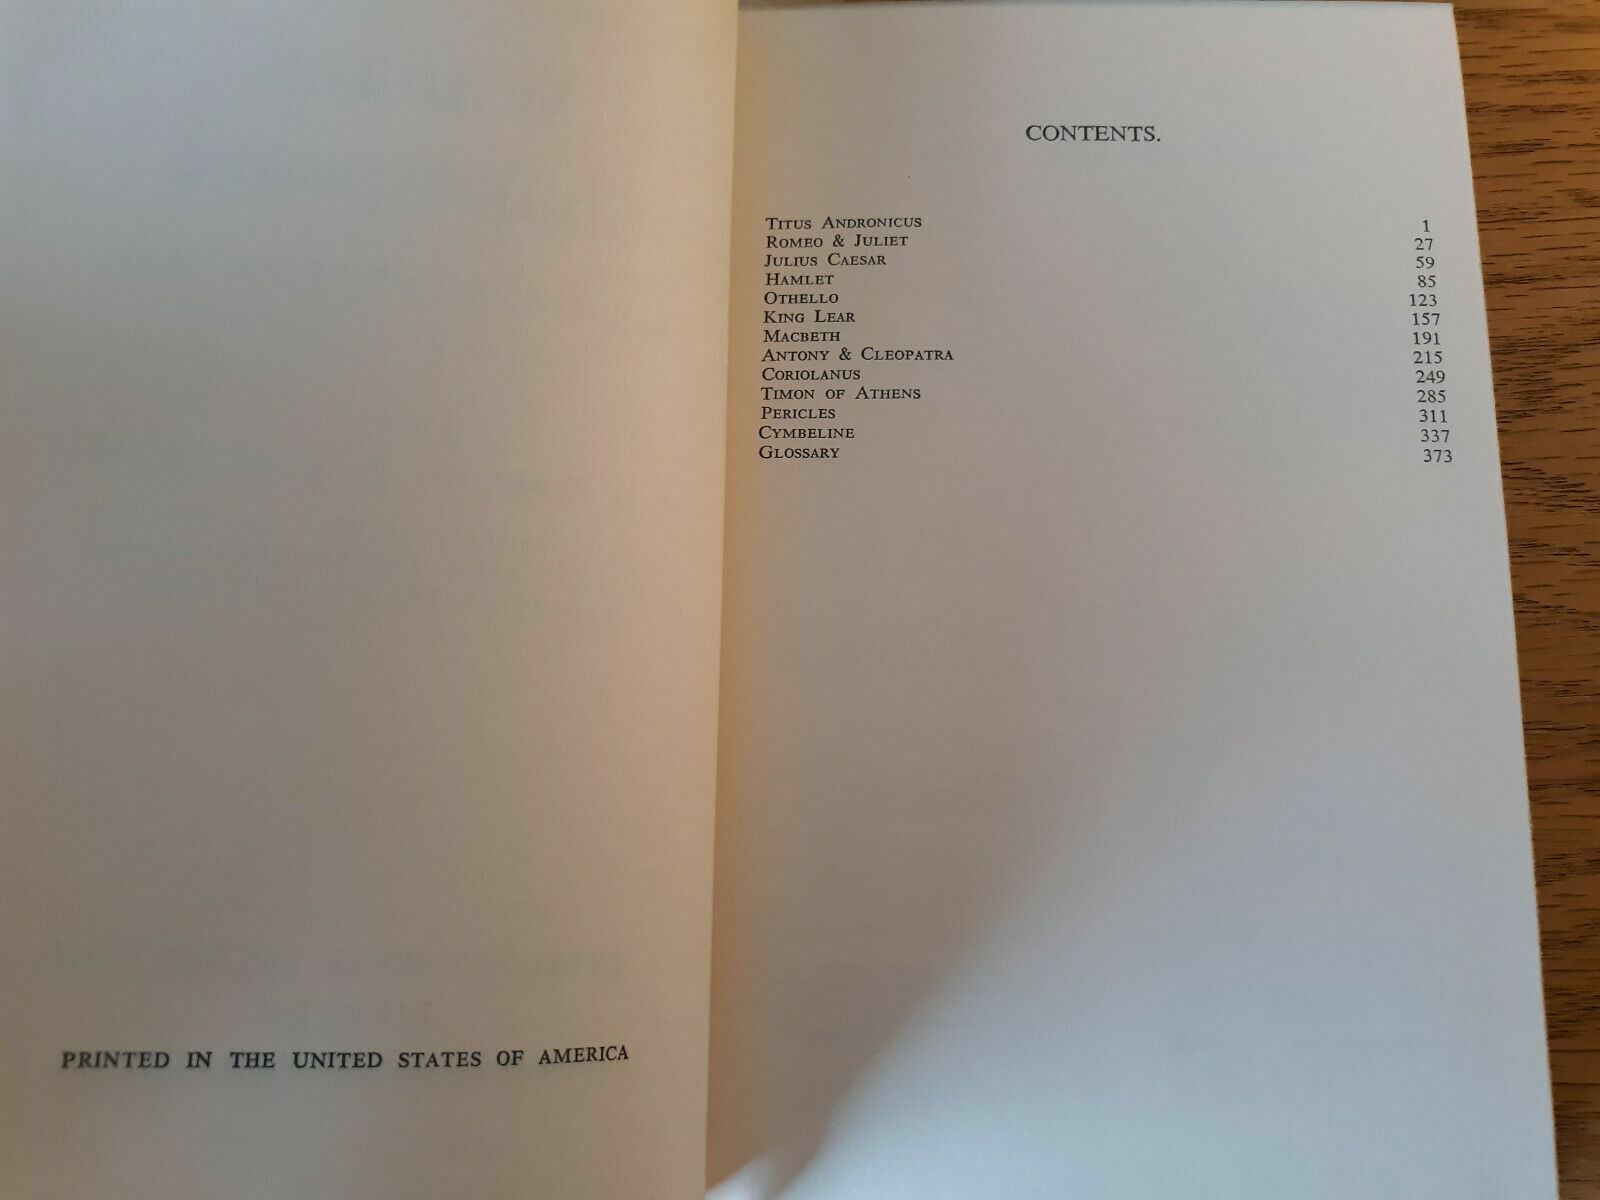 PRINTED IN THE UNITED STATES OF AMERICA
CONTENTS.
TITUS ANDRONICUS 1
ROMEO & JULIET 27
JULIUS CAESAR 59
HAMLET 85
OTHELLO 123
KING LEAR 157
MACBETH 191
ANTONY & CLEOPATRA 215
CORIOLANUS 249
TIMON OF ATHENS 285
PERICLES 311
CYMBELINE 337
GLOSSARY 373